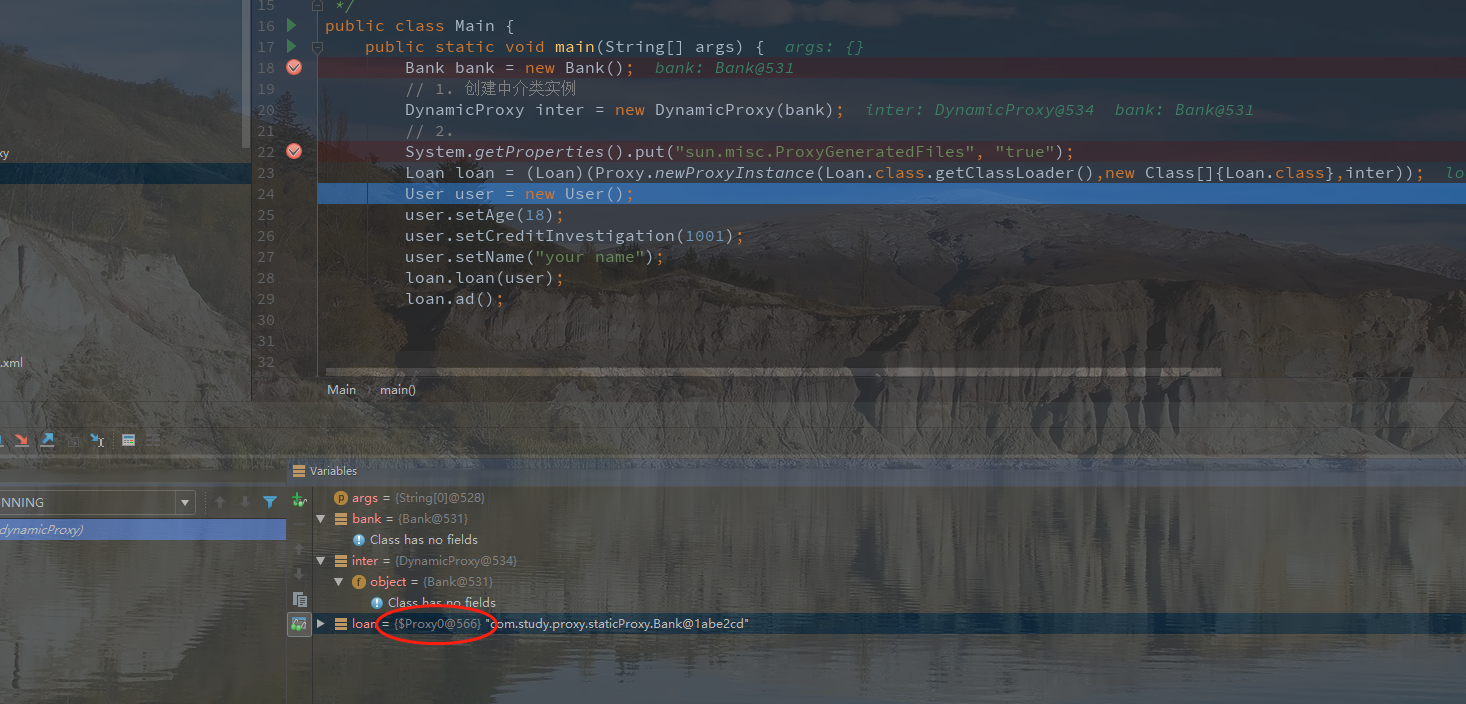 15 */
16 public class Main {
17 public static void main(String[] args) { args: {}
18 Bank bank = new Bank(); bank: Bank@531
19 // 1. 创建中介类实例
20 DynamicProxy inter = new DynamicProxy(bank); inter: DynamicProxy@534 bank: Bank@531
21 // 2.
xy
22 System.getProperties().put("sun.misc.ProxyGeneratedFiles", "true");
23 Loan loan = (Loan)(Proxy.newProxyInstance(Loan.class.getClassLoader(),new Class[]{Loan.class},inter)); lo
24 User user = new User();
25 user.setAge(18);
26 user.setCreditInvestigation(1001);
27 user.setName("your name");
28 loan.loan(user);
29 loan.ad();
30
31
32
.xml
Main main()
Variables
NNING
args = {String[0]@528}
bank = {Bank@531}
dynamicProxy)
Class has no fields
inter = {DynamicProxy@534}
object = {Bank@531}
Class has no fields
loan = {$Proxy0@566} "com.study.proxy.staticProxy.Bank@1abe2cd"